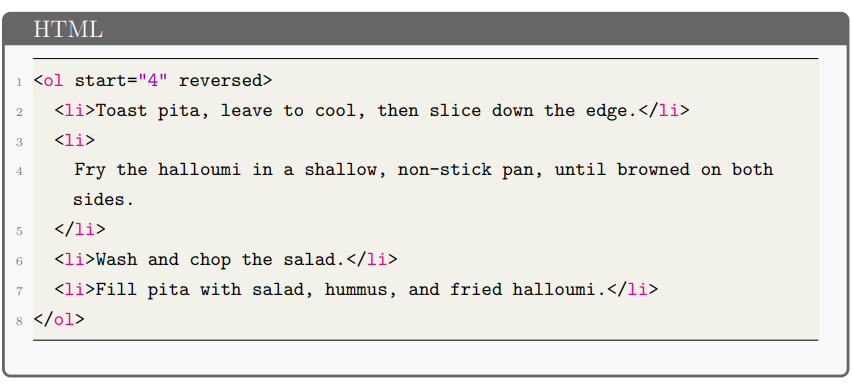 HTML
1 <ol start="4" reversed>
2 <li>Toast pita, leave to cool, then slice down the edge.</li>
3 <li>
4 Fry the halloumi in a shallow, non-stick pan, until browned on both
sides.
5 </li>
6 <li>Wash and chop the salad.</li>
7 <li>Fill pita with salad, hummus, and fried halloumi.</li>
8 </ol>